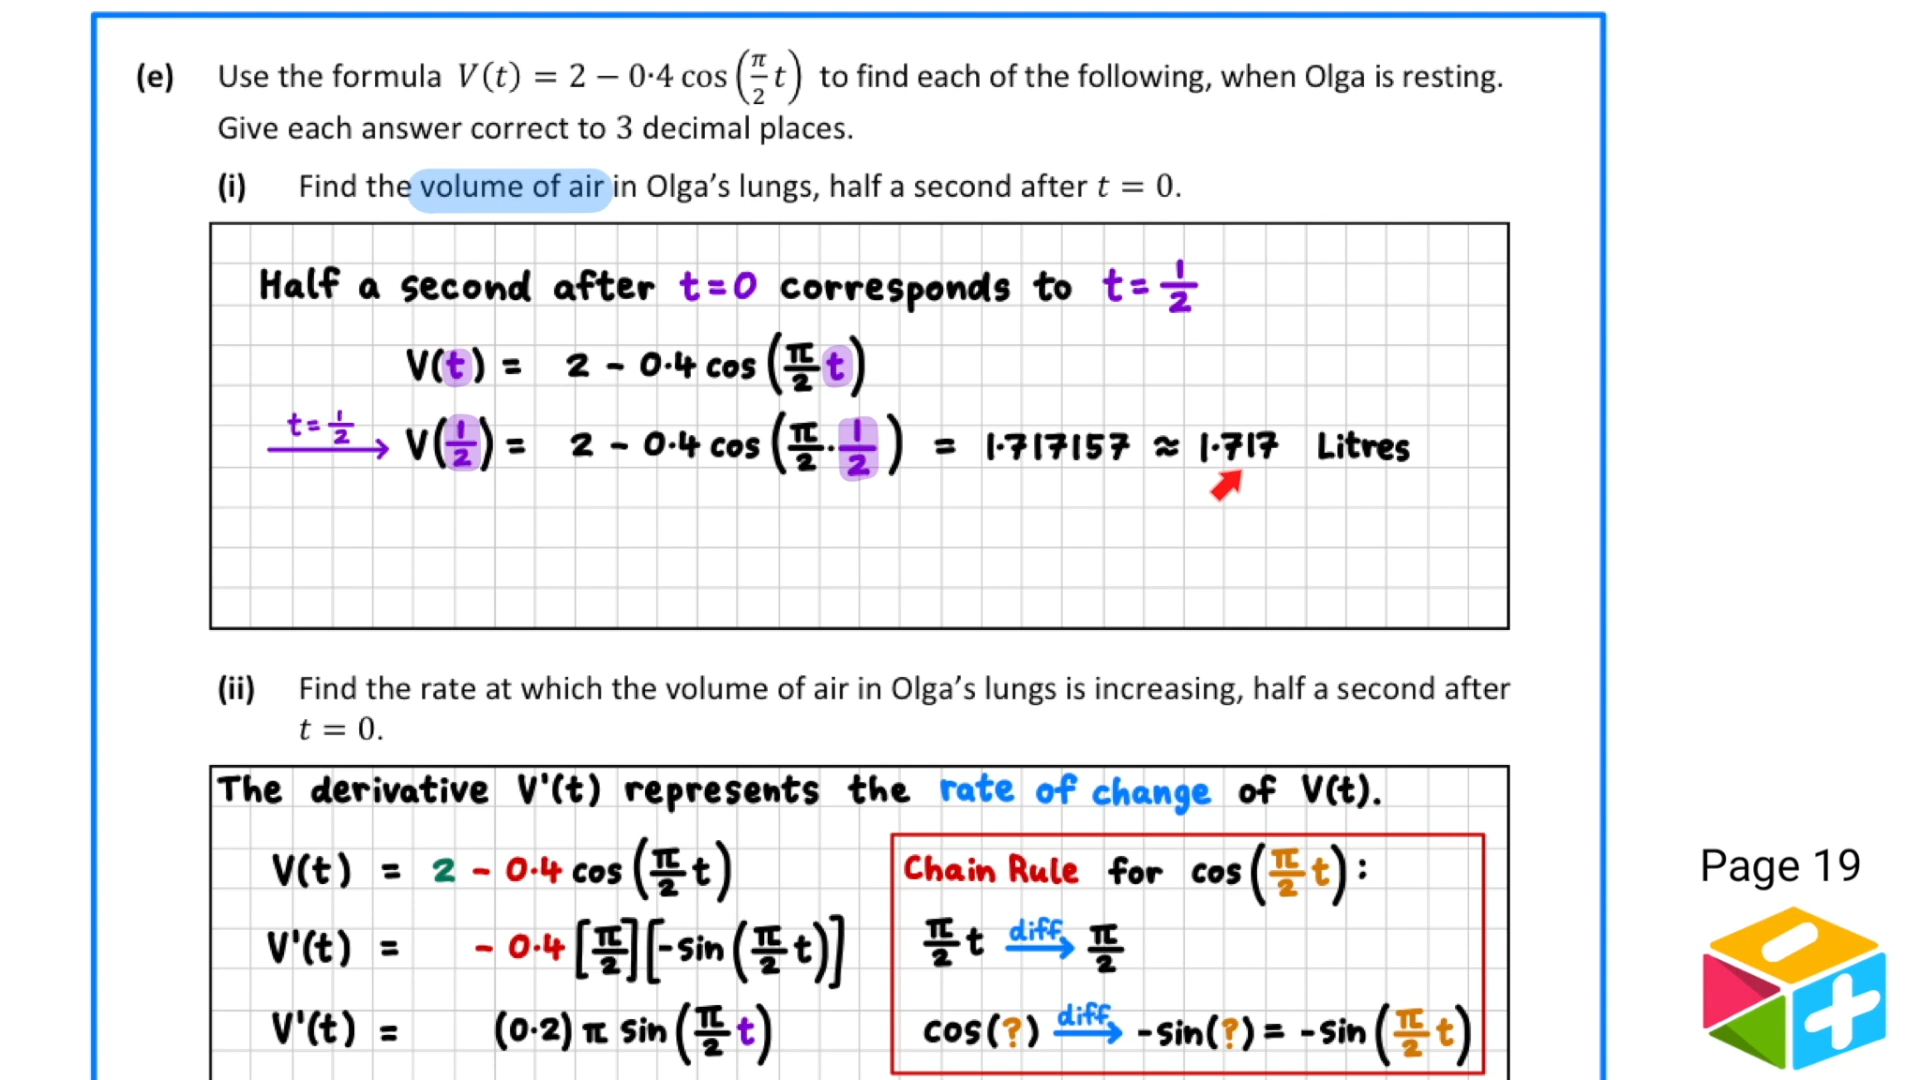 (e) Use the formula V(t) = 2 − 0·4 cos(π/2 t) to find each of the following, when Olga is resting.
Give each answer correct to 3 decimal places.
(i) Find the volume of air in Olga's lungs, half a second after t = 0.
Half a second after t=0 corresponds to t=1/2
V(t) = 2 - 0·4 cos(π/2 t)
t=1/2 → V(1/2) = 2 - 0·4 cos(π/2 · 1/2) = 1·717157 ≈ 1·717 Litres
(ii) Find the rate at which the volume of air in Olga's lungs is increasing, half a second after
t = 0.
The derivative V'(t) represents the rate of change of V(t).
V(t) = 2 - 0·4 cos(π/2 t)
V'(t) = - 0·4 [π/2][-sin(π/2 t)]
V'(t) = (0·2) π sin(π/2 t)
Chain Rule for cos(π/2 t):
π/2 t diff→ π/2
cos(?) diff→ -sin(?) = -sin(π/2 t)
Page 19